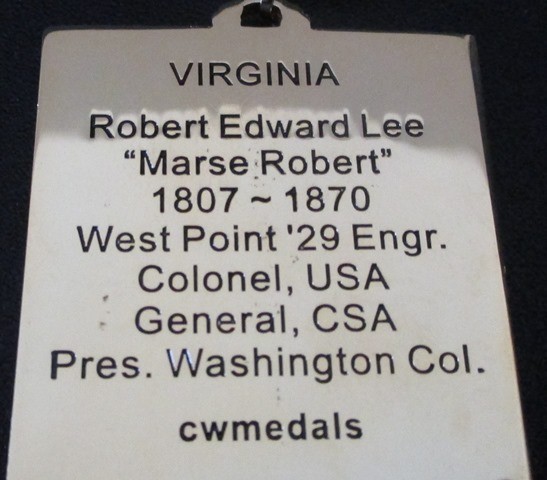 VIRGINIA
Robert Edward Lee
“Marse Robert”
1807 ~ 1870
West Point '29 Engr.
Colonel, USA
General, CSA
Pres. Washington Col.
cwmedals